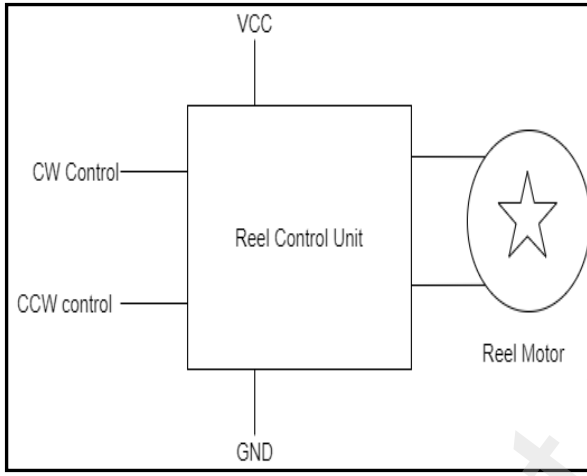 VCC
CW Control
Reel Control Unit
CCW control
Reel Motor
GND